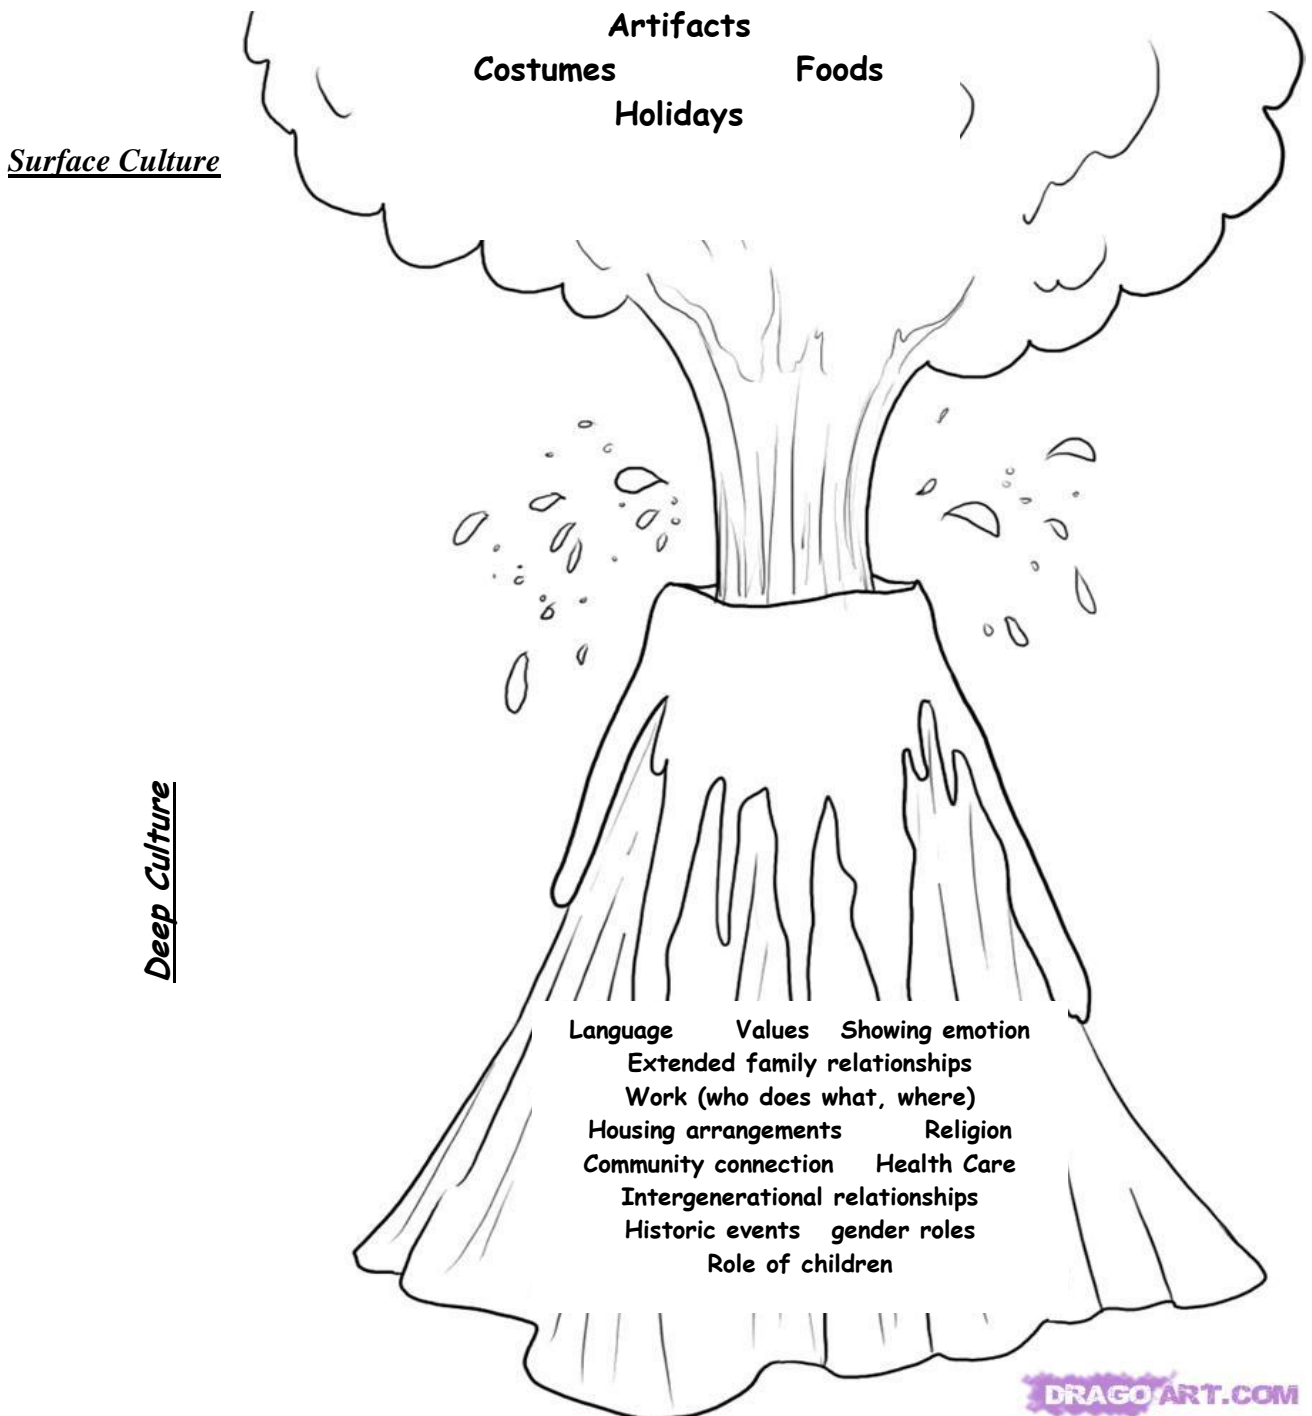 Artifacts
Costumes Foods
Holidays
Surface Culture
Deep Culture
Language Values Showing emotion
Extended family relationships
Work (who does what, where)
Housing arrangements Religion
Community connection Health Care
Intergenerational relationships
Historic events gender roles
Role of children
DRAGOART.COM